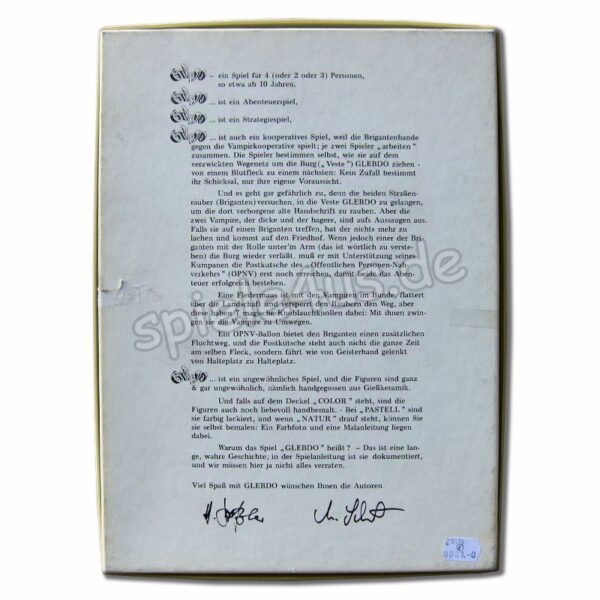 Glebdo – ein Spiel für 4 (oder 2 oder 3) Personen,
so etwa ab 10 Jahren,
Glebdo ... ist ein Abenteuerspiel,
Glebdo ... ist ein Strategiespiel,
Glebdo ... ist auch ein kooperatives Spiel, weil die Brigantenbande
gegen die Vampirkooperative spielt; je zwei Spieler „arbeiten"
zusammen. Die Spieler bestimmen selbst, wie sie auf dem
verzwickten Wegenetz um die Burg („Veste") GLEBDO ziehen -
von einem Blutfleck zu einem nächsten: Kein Zufall bestimmt
ihr Schicksal, nur ihre eigene Voraussicht.
Und es geht gar gefährlich zu, denn die beiden Straßen-
räuber (Briganten) versuchen, in die Veste GLEBDO zu gelangen,
um die dort verborgene alte Handschrift zu rauben. Aber die
zwei Vampire, der dicke und der hagere, sind aufs Aussaugen aus.
Falls sie auf einen Briganten treffen, hat der nichts mehr zu
lachen und kommt auf den Friedhof. Wenn jedoch einer der Bri-
ganten mit der Rolle unter'm Arm (das ist wörtlich zu verste-
hen) die Burg wieder verläßt, muß er mit Unterstützung seines
Kumpanen die Postkutsche des „Öffentlichen Personen-Nah-
verkehrs" (ÖPNV) erst noch erreichen, damit beide das Aben-
teuer erfolgreich bestehen.
Eine Fledermaus, mit den Vampiren im Bunde, flattert
über die Landschaft und versperrt den Räubern den Weg, aber
die haben starke Knoblauchknollen dabei: Mit ihnen zwin-
gen sie die Vampire zu Umwegen.
Ein ÖPNV-Ballon bietet den Briganten einen zusätzlichen
Fluchtweg, und die Postkutsche steht auch nicht die ganze Zeit
am selben Fleck, sondern fährt wie von Geisterhand gelenkt
von Halteplatz zu Halteplatz.
Glebdo ... ist ein ungewöhnliches Spiel, und die Figuren sind ganz
& gar ungewöhnlich, nämlich handgegossen aus Gießkeramik.
Und falls auf dem Deckel „COLOR" steht, sind die
Figuren auch noch liebevoll handbemalt. - Bei „PASTELL" sind
sie farbig lackiert, und wenn „NATUR" drauf steht, können Sie
sie selbst bemalen: Ein Farbfoto und eine Malanleitung liegen
dabei.
Warum das Spiel „GLEBDO" heißt? – Das ist eine lan-
ge, wahre Geschichte; in der Spielanleitung ist sie dokumentiert,
und wir müssen hier ja nicht alles verraten.
Viel Spaß mit GLEBDO wünschen Ihnen die Autoren
spiele4us.de